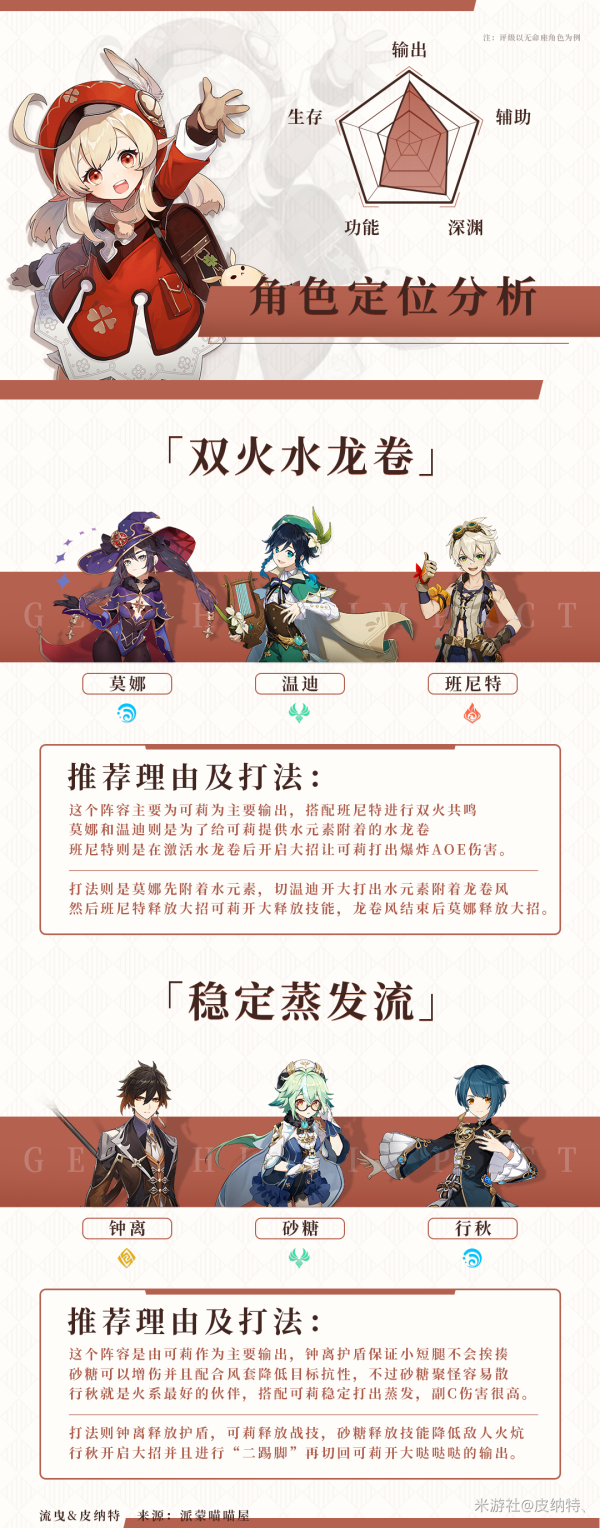 注：评级以无命座角色为例
输出
生存
辅助
功能
深渊
角色定位分析
「双火水龙卷」
GENSHIN IMPACT
莫娜
温迪
班尼特
推荐理由及打法：
这个阵容主要为可莉为主要输出，搭配班尼特进行双火共鸣
莫娜和温迪则是为了给可莉提供水元素附着的水龙卷
班尼特则是在激活水龙卷后开启大招让可莉打出爆炸AOE伤害。
打法则是莫娜先附着水元素，切温迪开大打出水元素附着龙卷风
然后班尼特释放大招可莉开大释放技能，龙卷风结束后莫娜释放大招。
「稳定蒸发流」
GENSHIN IMPACT
钟离
砂糖
行秋
推荐理由及打法：
这个阵容是由可莉作为主要输出，钟离护盾保证小短腿不会挨揍
砂糖可以增伤并且配合风套降低目标抗性，不过砂糖聚怪容易散
行秋就是火系最好的伙伴，搭配可莉稳定打出蒸发，副C伤害很高。
打法则钟离释放护盾，可莉释放战技，砂糖释放技能降低敌人火炕
行秋开启大招并且进行“二踢脚”再切回可莉开大哒哒哒的输出。
流曳&皮纳特 来源：派蒙喵喵屋
米游社@皮纳特、